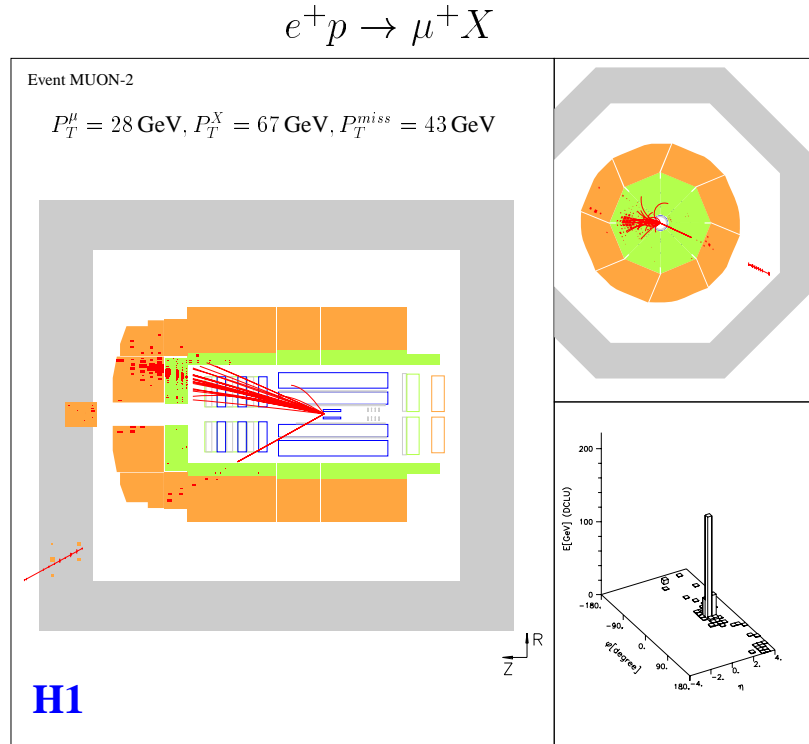 e⁺p → μ⁺X
Event MUON-2
P_T^μ = 28 GeV, P_T^X = 67 GeV, P_T^miss = 43 GeV
R
Z
H1
E[GeV] (DCLU)
200
100
0
-180.
-90.
0.
90.
180.
φ[degree]
-4.
-2.
0.
2.
4.
η